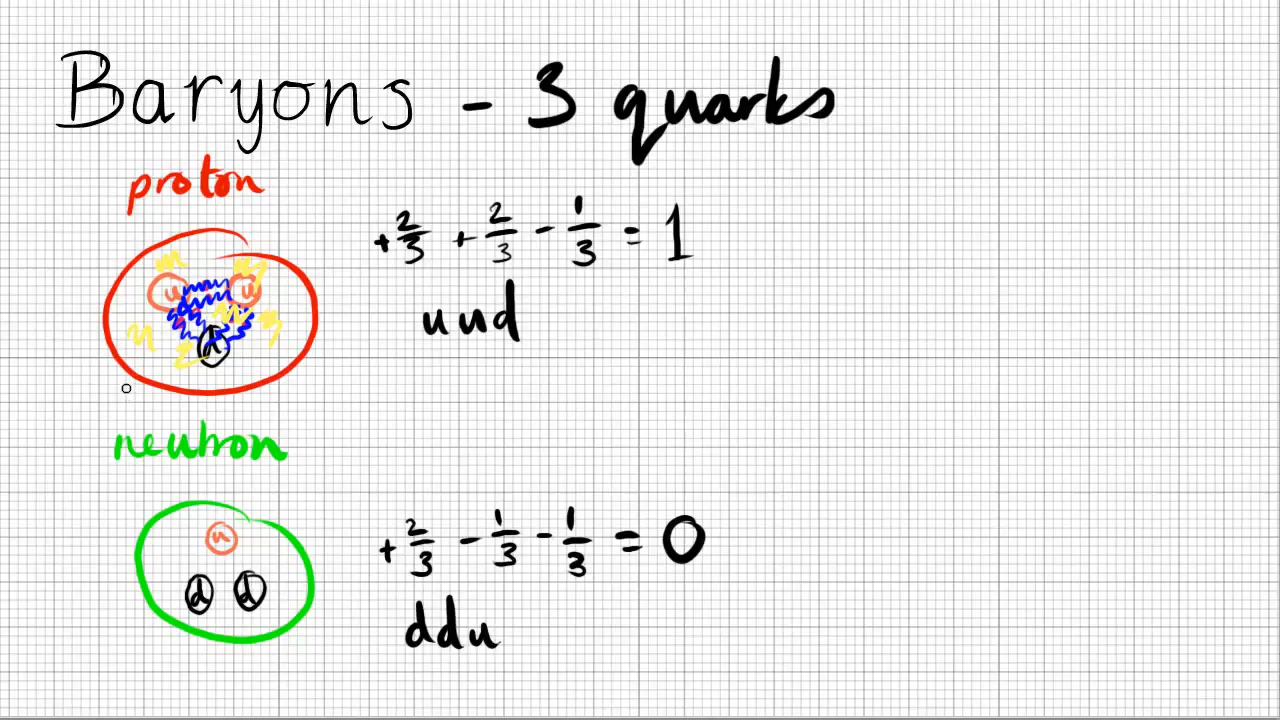 Baryons - 3 quarks
proton
+2/3 +2/3 -1/3 = 1
u u
d
uud
neutron
+2/3 -1/3 -1/3 = 0
u
d d
ddu